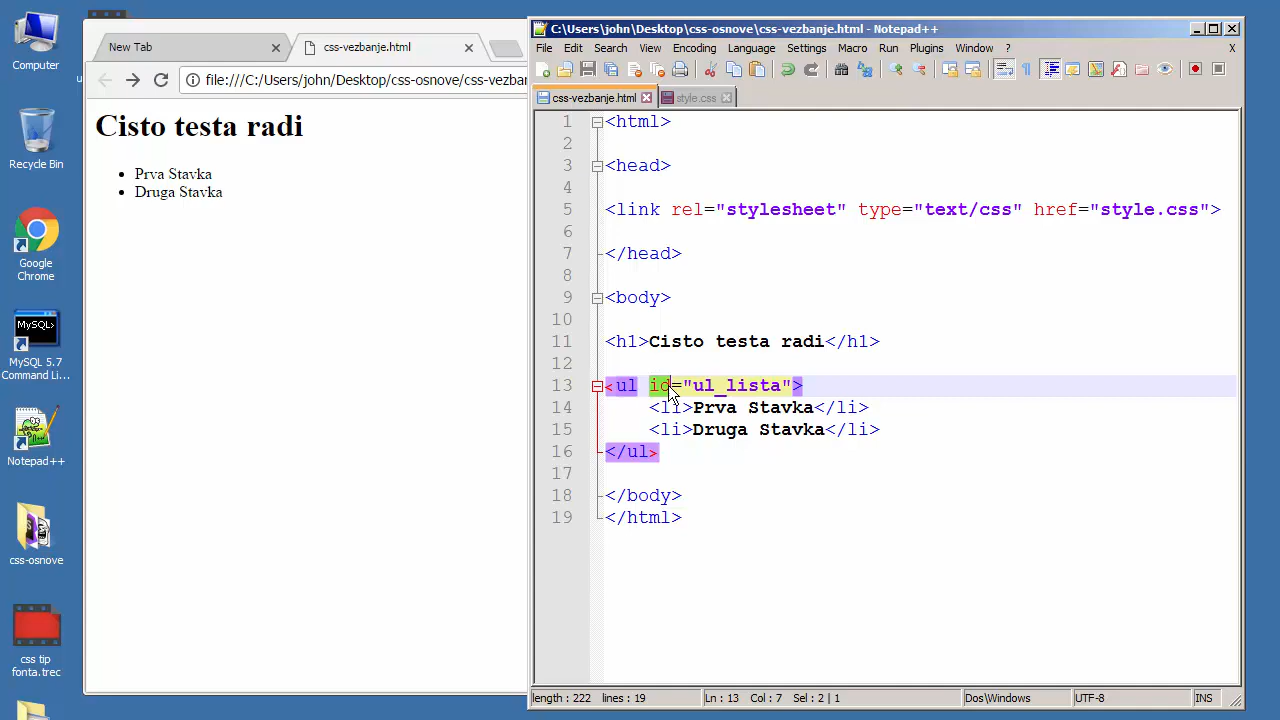 Computer
Recycle Bin
Google
Chrome
MySQL>
MySQL 5.7
Command Li...
Notepad++
css-osnove
css tip
fonta.trec
New Tab
css-vezbanje.html
file:///C:/Users/john/Desktop/css-osnove/css-vezban
Cisto testa radi
• Prva Stavka
• Druga Stavka
C:\Users\john\Desktop\css-osnove\css-vezbanje.html - Notepad++
File Edit Search View Encoding Language Settings Macro Run Plugins Window ? X
css-vezbanje.html style.css
1 <html>
2
3 <head>
4
5 <link rel="stylesheet" type="text/css" href="style.css">
6
7 </head>
8
9 <body>
10
11 <h1>Cisto testa radi</h1>
12
13 <ul id="ul_lista">
14 <li>Prva Stavka</li>
15 <li>Druga Stavka</li>
16 </ul>
17
18 </body>
19 </html>
length : 222 lines : 19 Ln : 13 Col : 7 Sel : 2 | 1 Dos\Windows UTF-8 INS